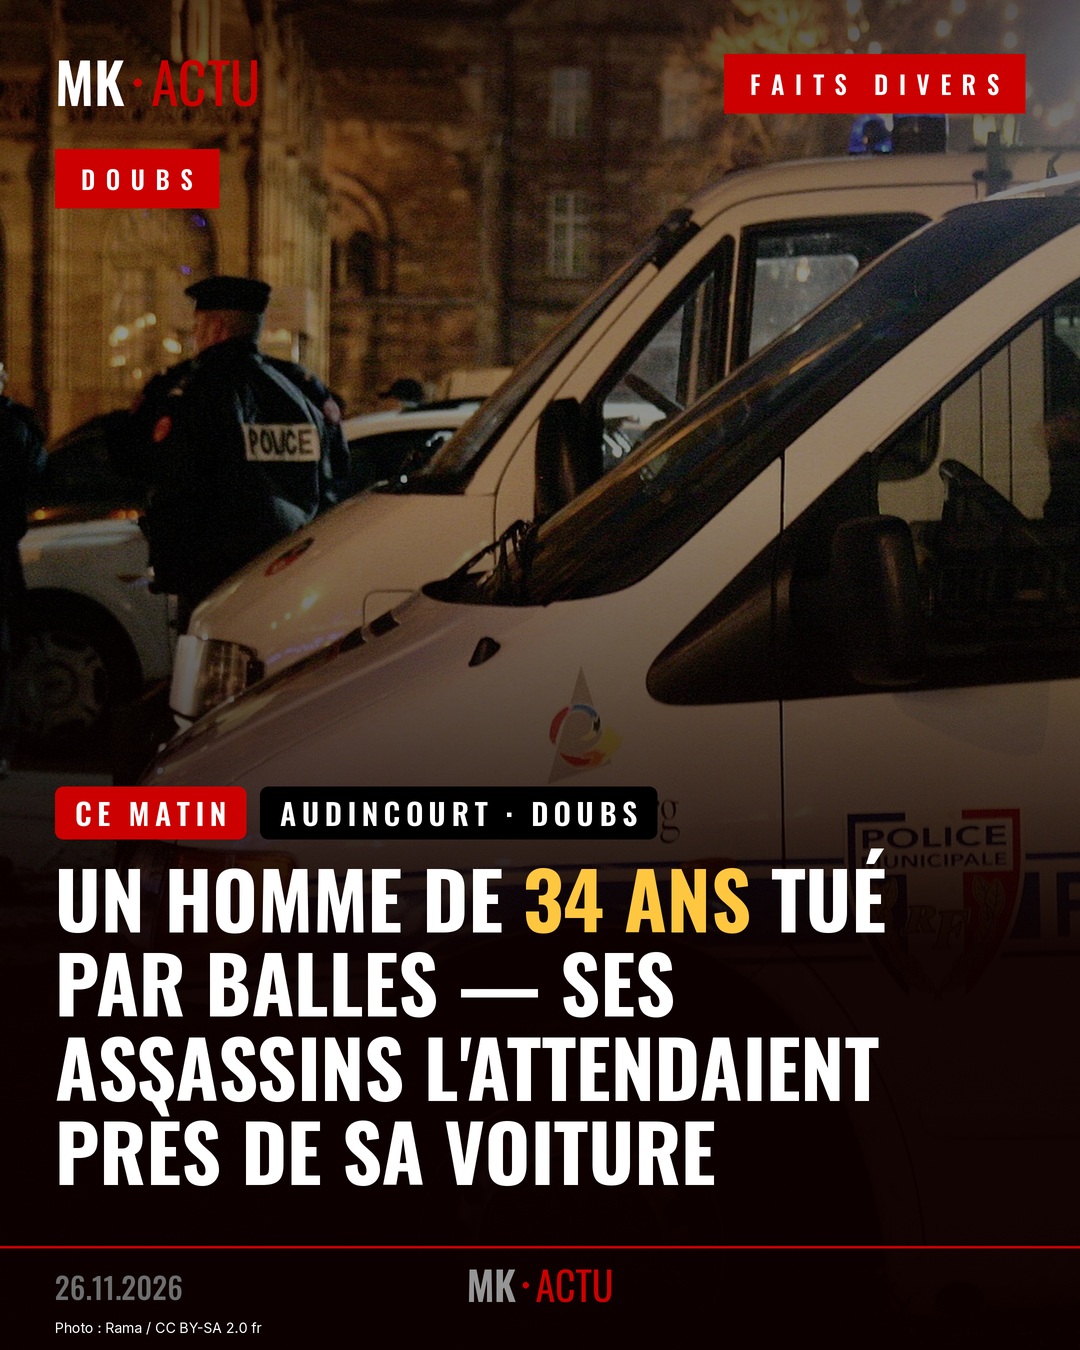 MK · ACTU
FAITS DIVERS
DOUBS
POLICE
CE MATIN
AUDINCOURT · DOUBS
POLICE
MUNICIPALE
RF
UN HOMME DE 34 ANS TUÉ
PAR BALLES — SES
ASSASSINS L'ATTENDAIENT
PRÈS DE SA VOITURE
26.11.2026
MK · ACTU
Photo : Rama / CC BY-SA 2.0 fr